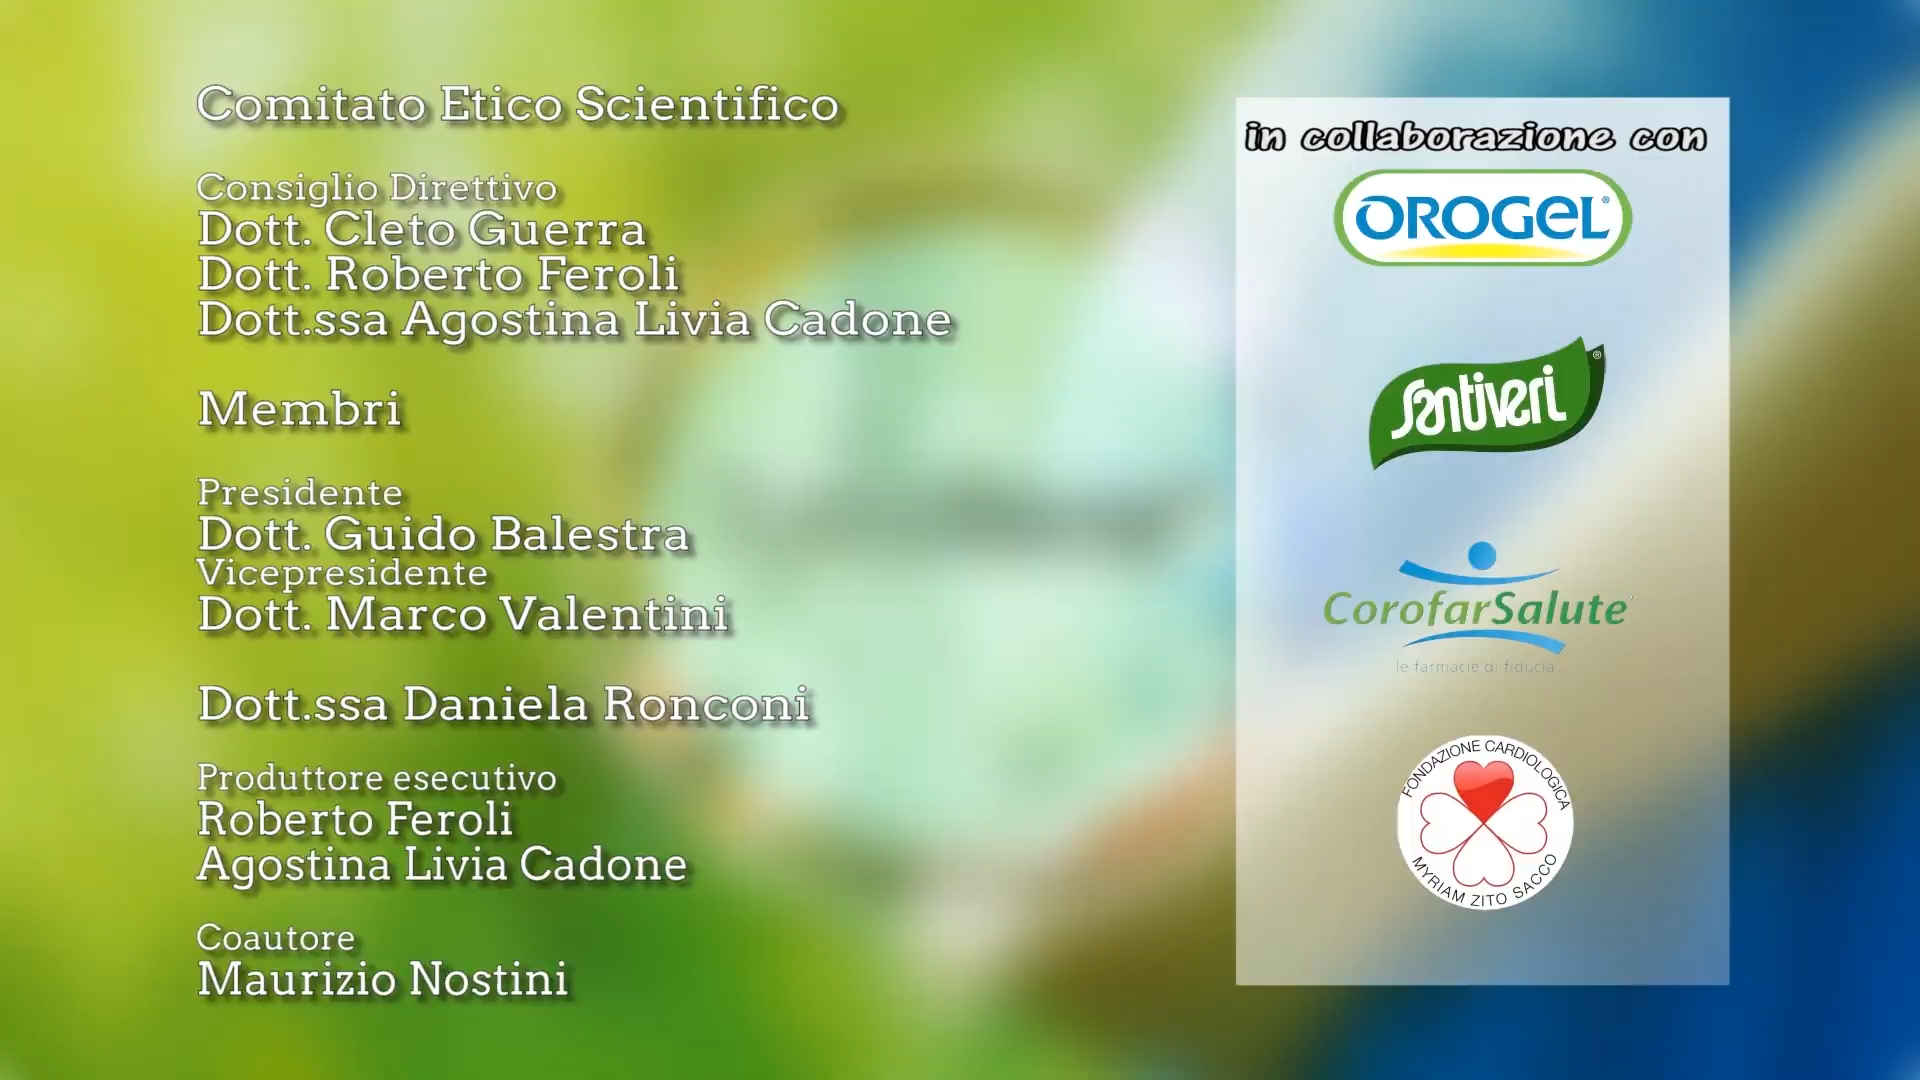 Comitato Etico Scientifico
Consiglio Direttivo
Dott. Cleto Guerra
Dott. Roberto Feroli
Dott.ssa Agostina Livia Cadone
Membri
Presidente
Dott. Guido Balestra
Vicepresidente
Dott. Marco Valentini
Dott.ssa Daniela Ronconi
Produttore esecutivo
Roberto Feroli
Agostina Livia Cadone
Coautore
Maurizio Nostini
in collaborazione con
OROGEL®
Santiveri®
CorofarSalute
le farmacie di fiducia
FONDAZIONE CARDIOLOGICA
MYRIAM ZITO SACCO